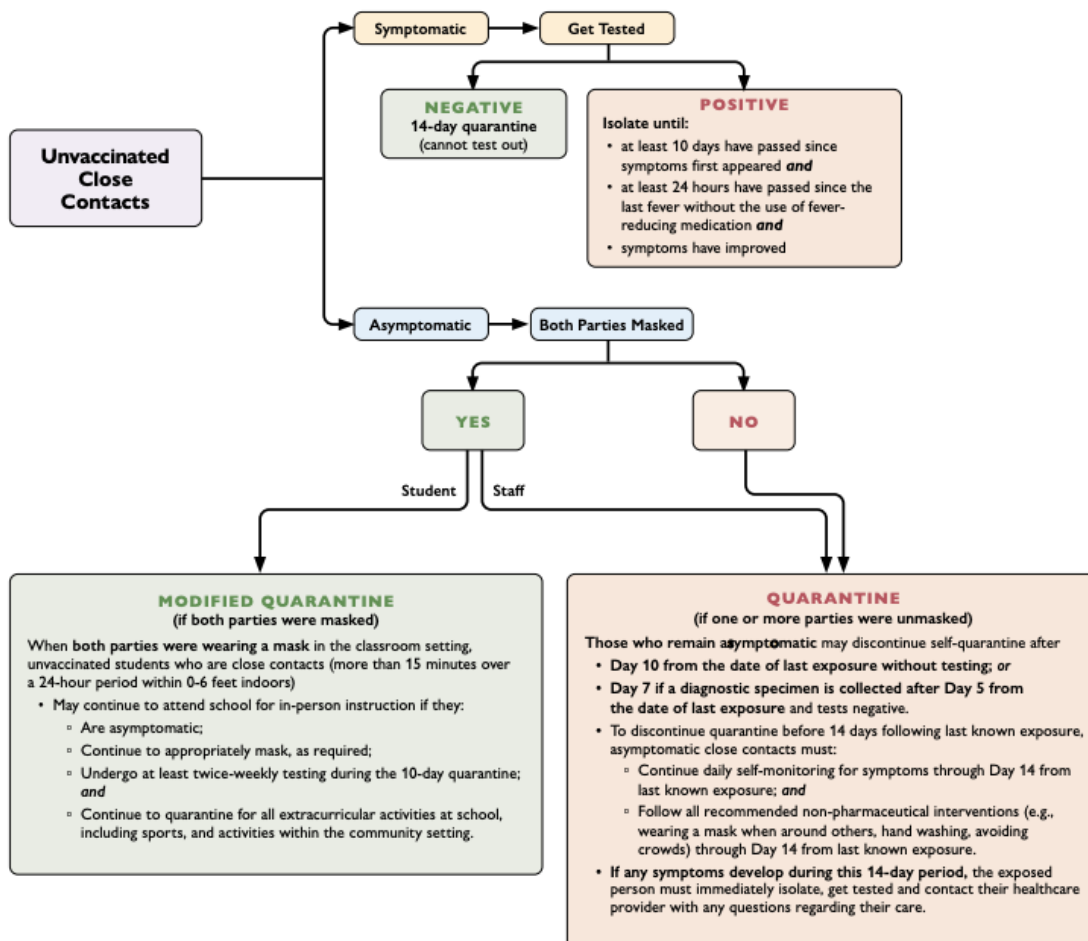 Symptomatic
Get Tested
NEGATIVE
14-day quarantine
(cannot test out)
POSITIVE
Isolate until:
• at least 10 days have passed since
symptoms first appeared and
• at least 24 hours have passed since the
last fever without the use of fever-
reducing medication and
• symptoms have improved
Unvaccinated
Close
Contacts
Asymptomatic
Both Parties Masked
YES
NO
Student
Staff
MODIFIED QUARANTINE
(if both parties were masked)
When both parties were wearing a mask in the classroom setting,
unvaccinated students who are close contacts (more than 15 minutes over
a 24-hour period within 0-6 feet indoors)
• May continue to attend school for in-person instruction if they:
▫ Are asymptomatic;
▫ Continue to appropriately mask, as required;
▫ Undergo at least twice-weekly testing during the 10-day quarantine;
and
▫ Continue to quarantine for all extracurricular activities at school,
including sports, and activities within the community setting.
QUARANTINE
(if one or more parties were unmasked)
Those who remain asymptomatic may discontinue self-quarantine after
• Day 10 from the date of last exposure without testing; or
• Day 7 if a diagnostic specimen is collected after Day 5 from
the date of last exposure and tests negative.
• To discontinue quarantine before 14 days following last known exposure,
asymptomatic close contacts must:
▫ Continue daily self-monitoring for symptoms through Day 14 from
last known exposure; and
▫ Follow all recommended non-pharmaceutical interventions (e.g.,
wearing a mask when around others, hand washing, avoiding
crowds) through Day 14 from last known exposure.
• If any symptoms develop during this 14-day period, the exposed
person must immediately isolate, get tested and contact their healthcare
provider with any questions regarding their care.